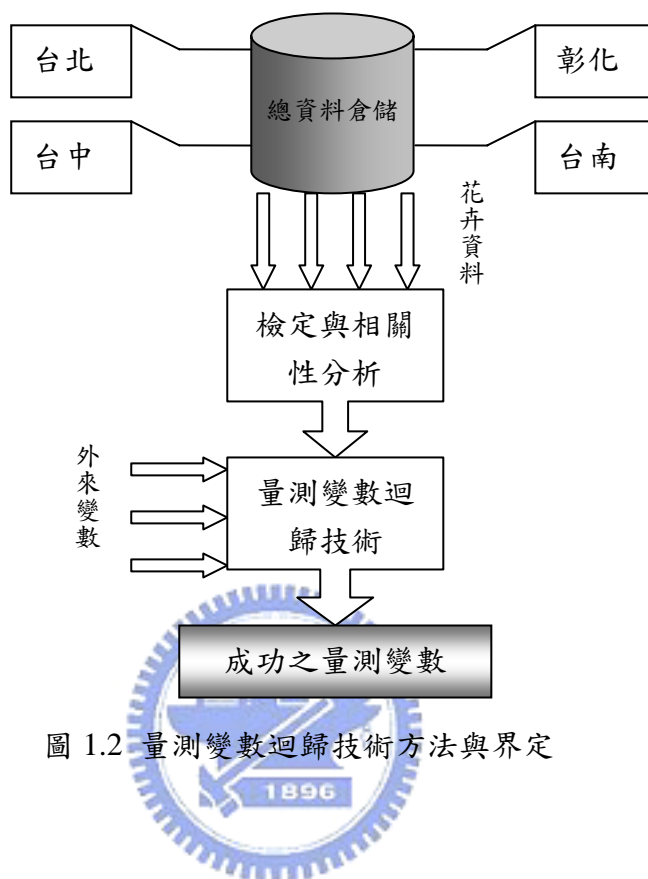 台北
彰化
總資料倉儲
台中
台南
花卉資料
檢定與相關
性分析
外來變數
量測變數迴
歸技術
成功之量測變數
圖 1.2 量測變數迴歸技術方法與界定
1896